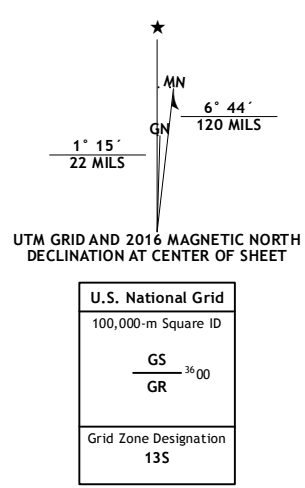 ★
MN
GN
6° 44´
120 MILS
1° 15´
22 MILS
UTM GRID AND 2016 MAGNETIC NORTH
DECLINATION AT CENTER OF SHEET
U.S. National Grid
100,000-m Square ID
GS
3600
GR
Grid Zone Designation
13S